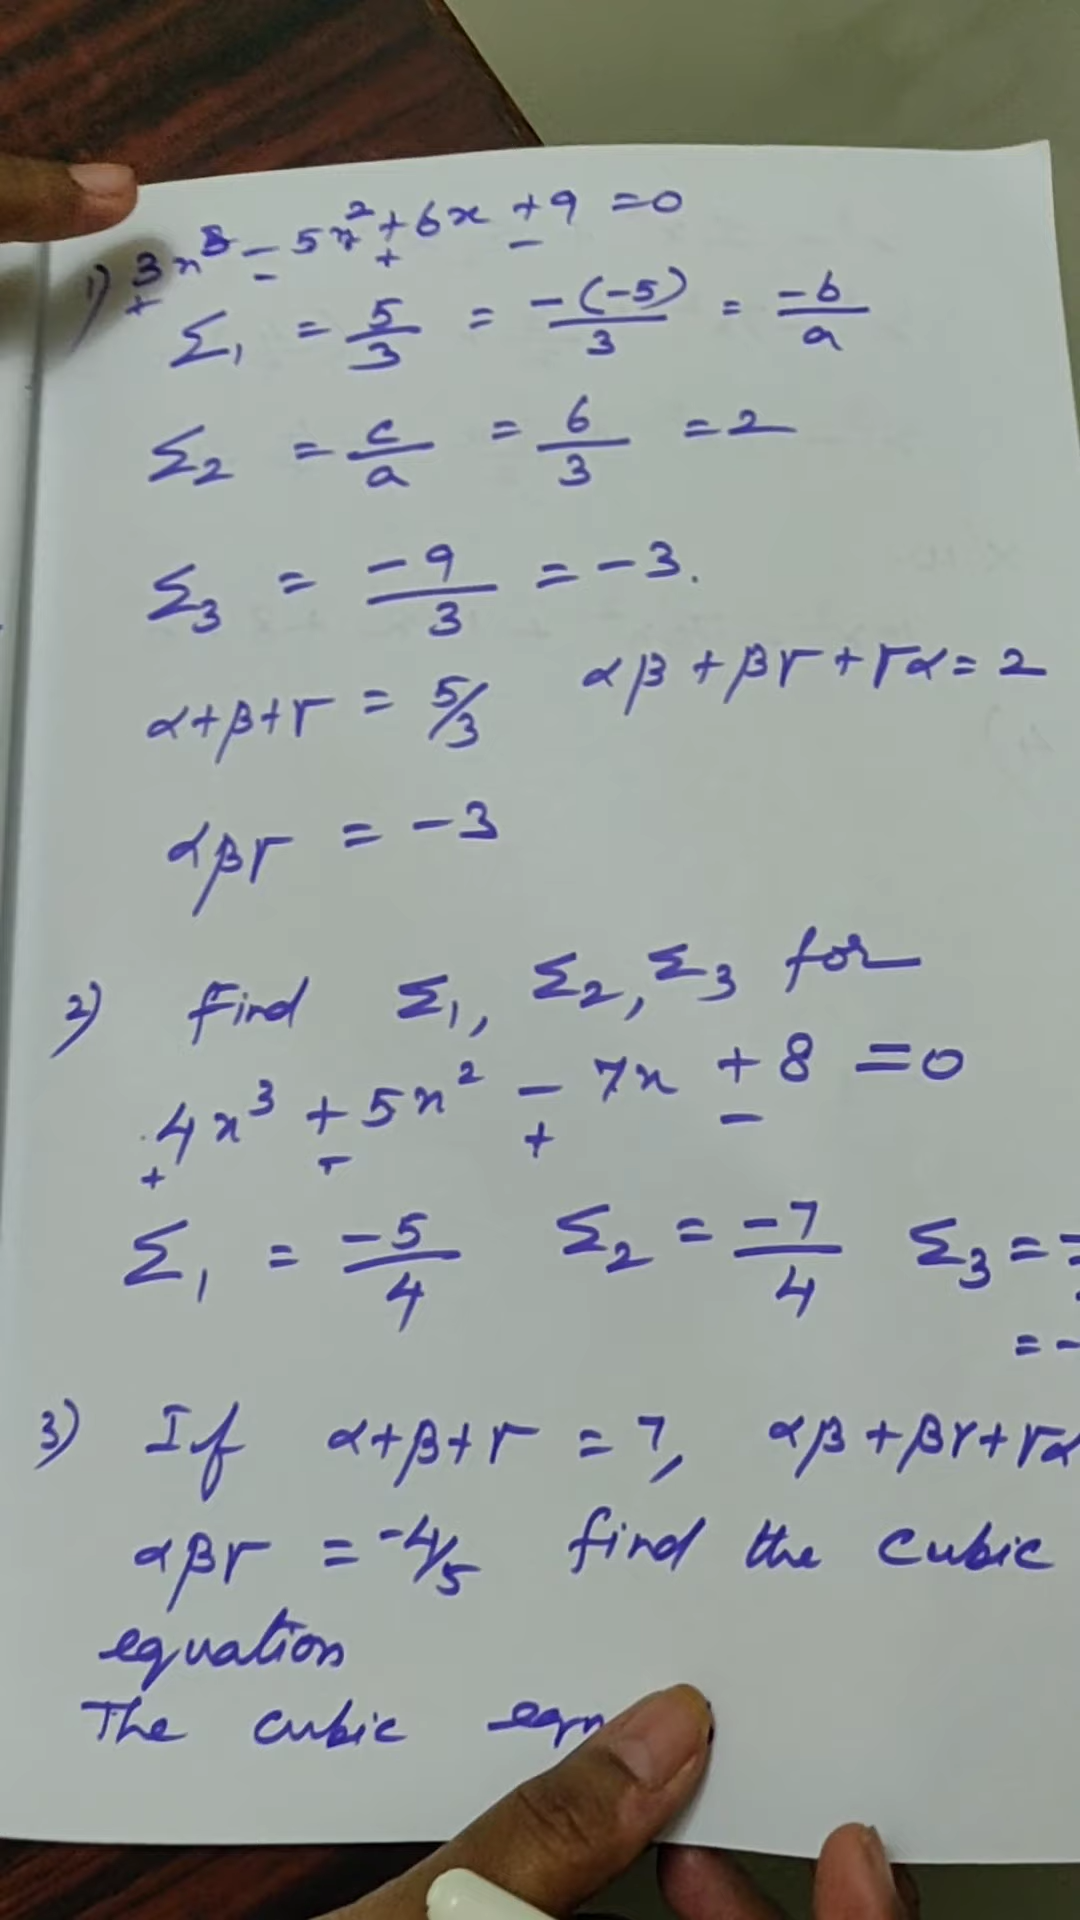 1) 3x³ - 5x² + 6x + 9 = 0
+ - + -
Σ₁ = 5/3 = -(-5)/3 = -b/a
Σ₂ = c/a = 6/3 = 2
Σ₃ = -9/3 = -3.
α+β+γ = 5/3 αβ+βγ+γα = 2
αβγ = -3
2) Find Σ₁, Σ₂, Σ₃ for
4x³ + 5x² - 7x + 8 = 0
+ - + -
Σ₁ = -5/4 Σ₂ = -7/4 Σ₃ =
= -
3) If α+β+γ = 7, αβ+βγ+γα
αβγ = -4/5 find the cubic
equation
The cubic eqn